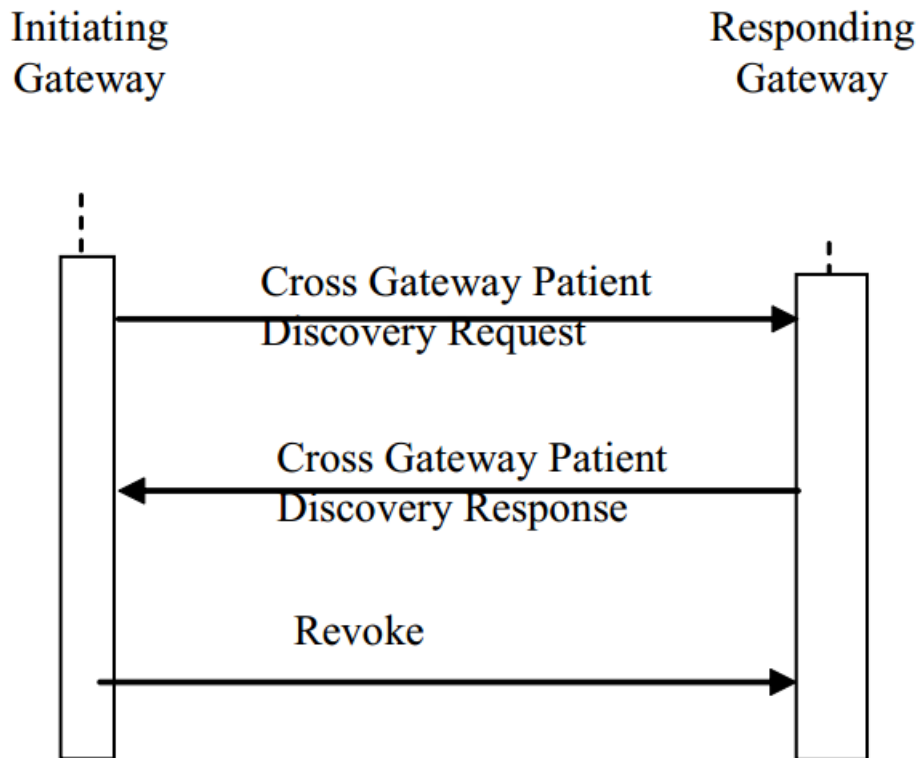 Initiating
Gateway
Responding
Gateway
Cross Gateway Patient
Discovery Request
Cross Gateway Patient
Discovery Response
Revoke